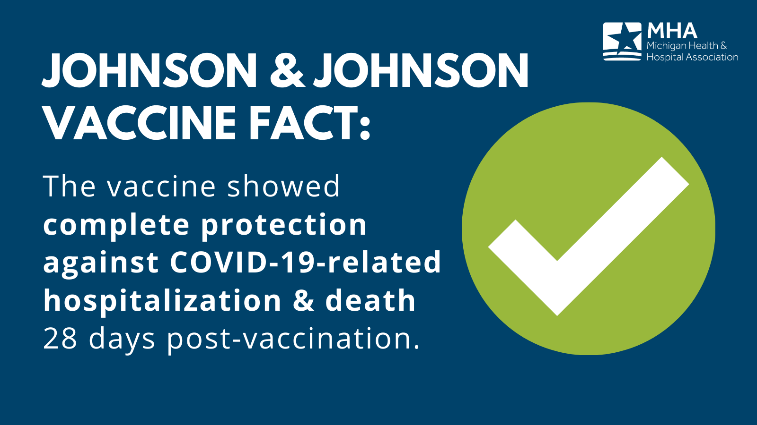 MHA
Michigan Health &
Hospital Association
JOHNSON & JOHNSON
VACCINE FACT:
The vaccine showed
complete protection
against COVID-19-related
hospitalization & death
28 days post-vaccination.